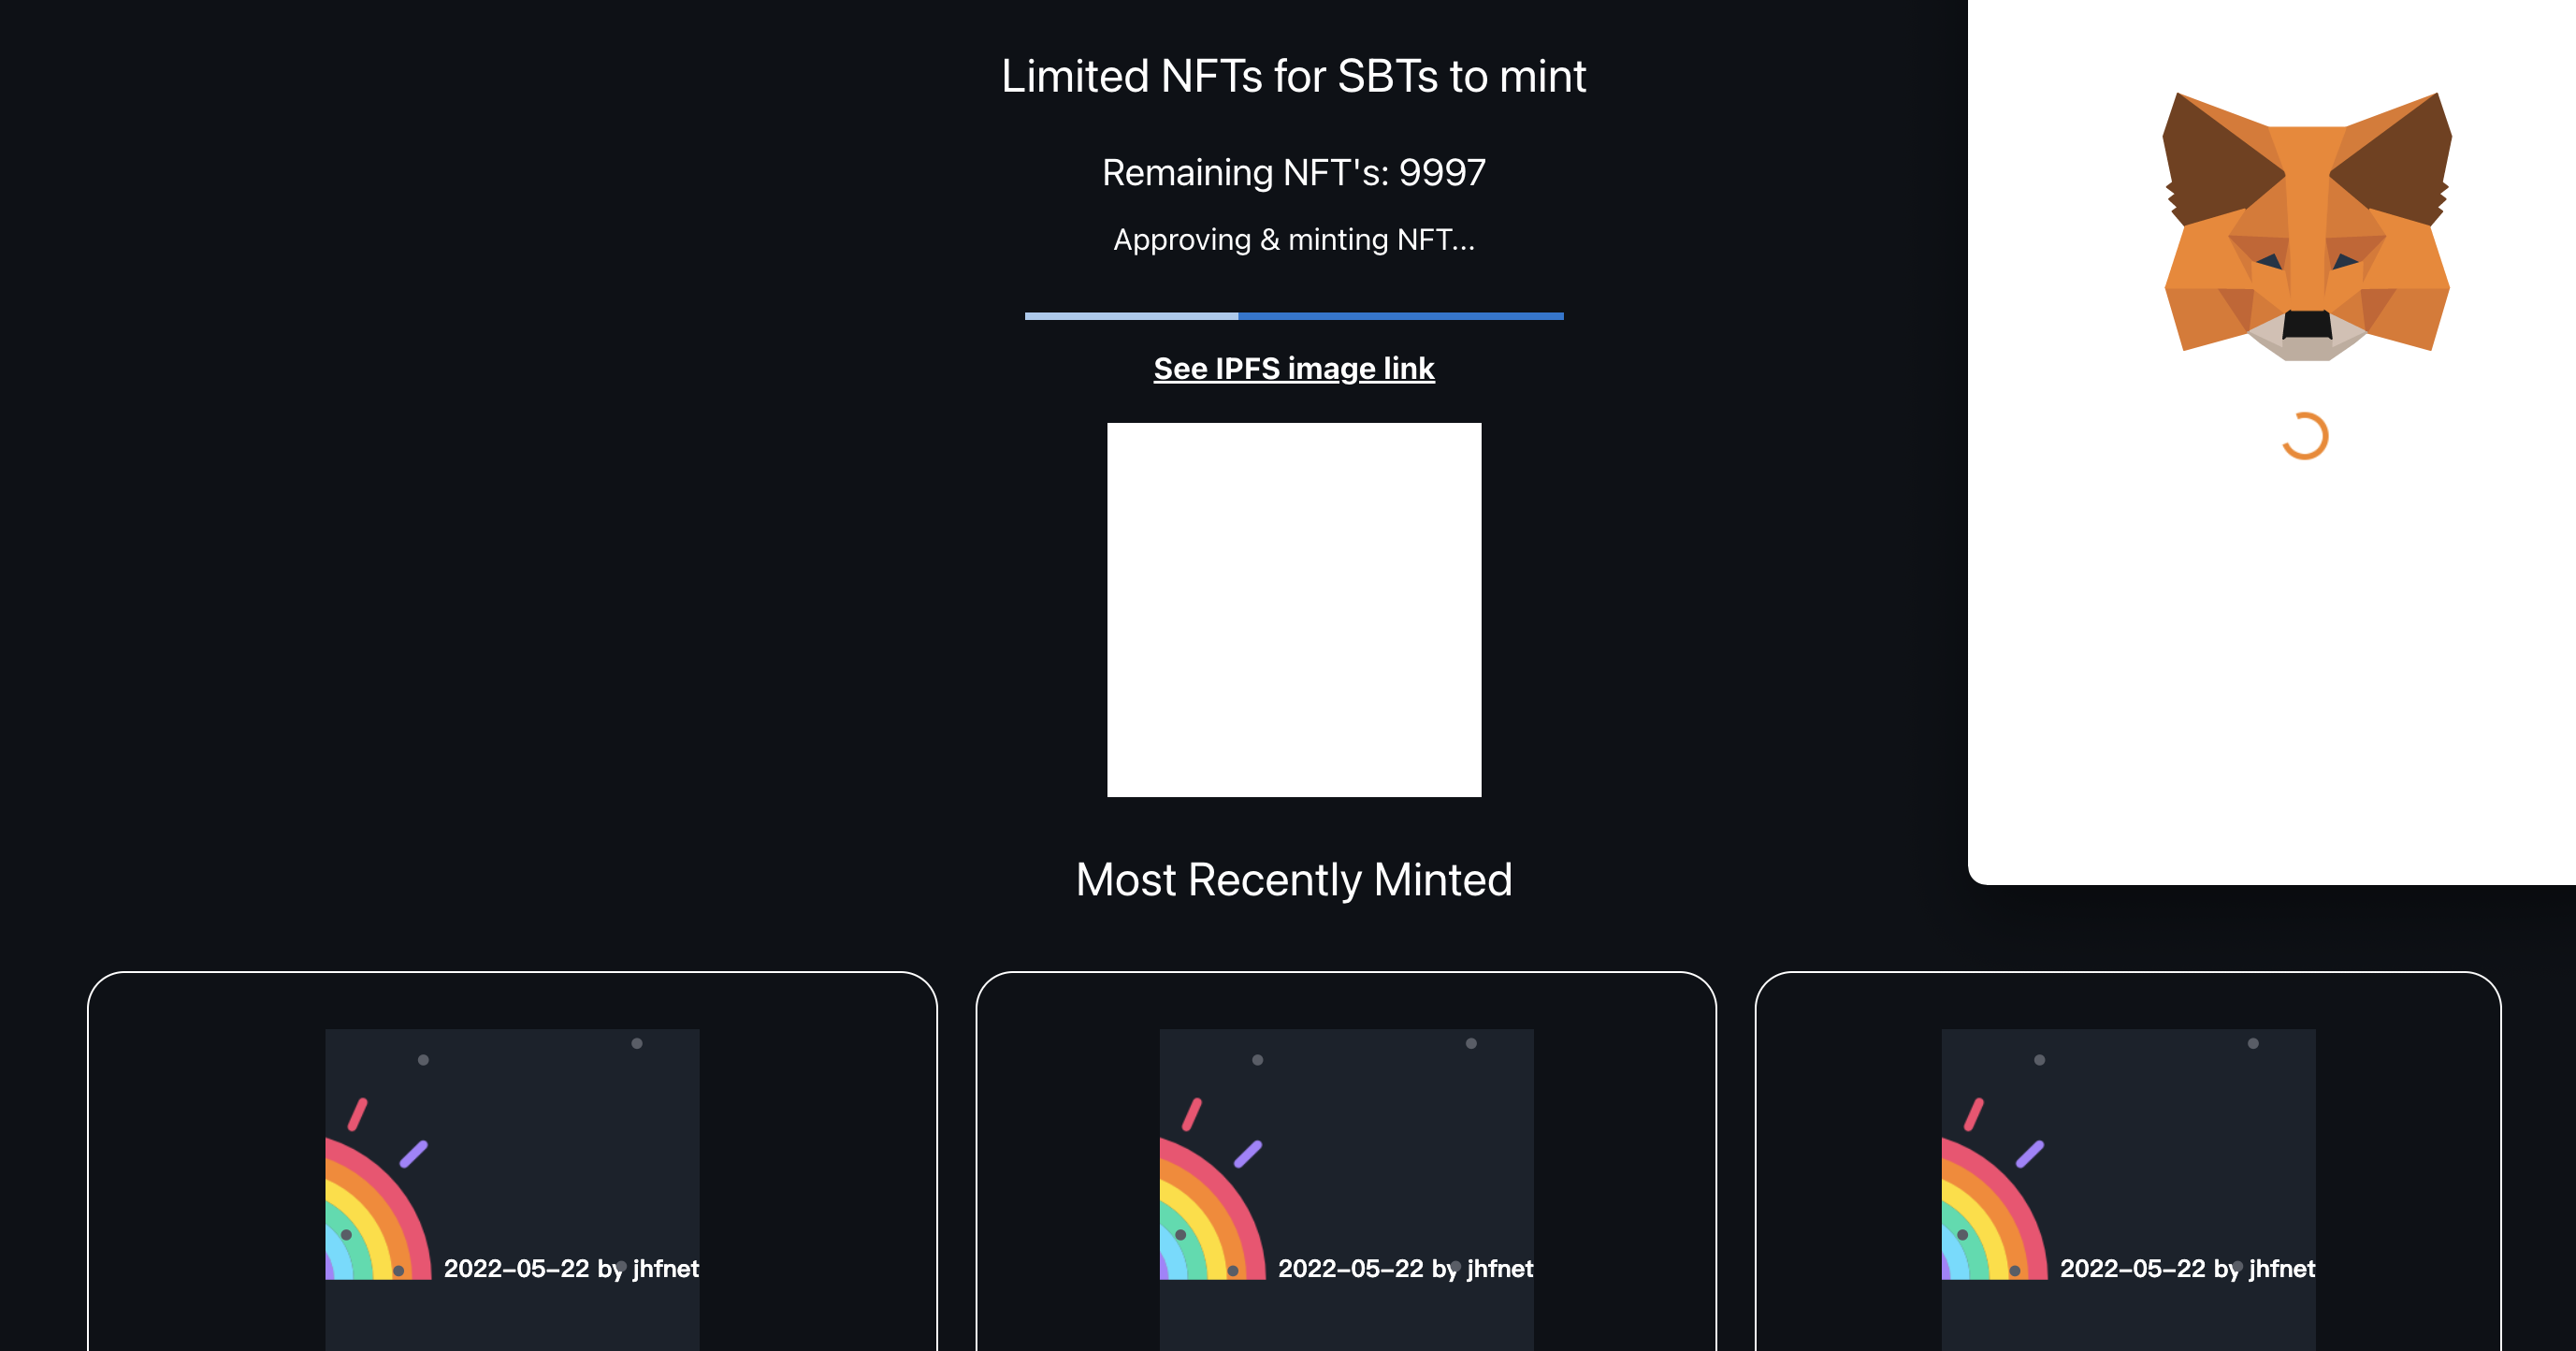 Limited NFTs for SBTs to mint
Remaining NFT's: 9997
Approving & minting NFT...
See IPFS image link
Most Recently Minted
2022-05-22 by jhfnet
2022-05-22 by jhfnet
2022-05-22 by jhfnet